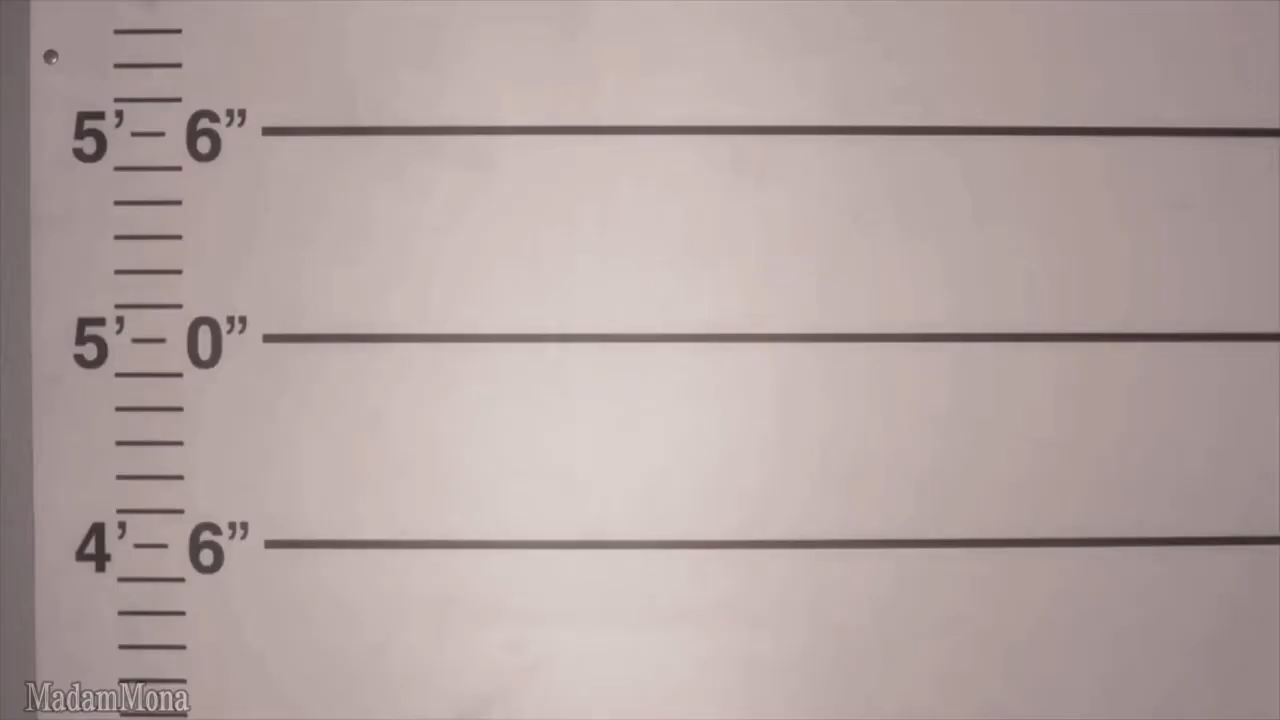 5’– 6”
5’– 0”
4’– 6”
MadamMona